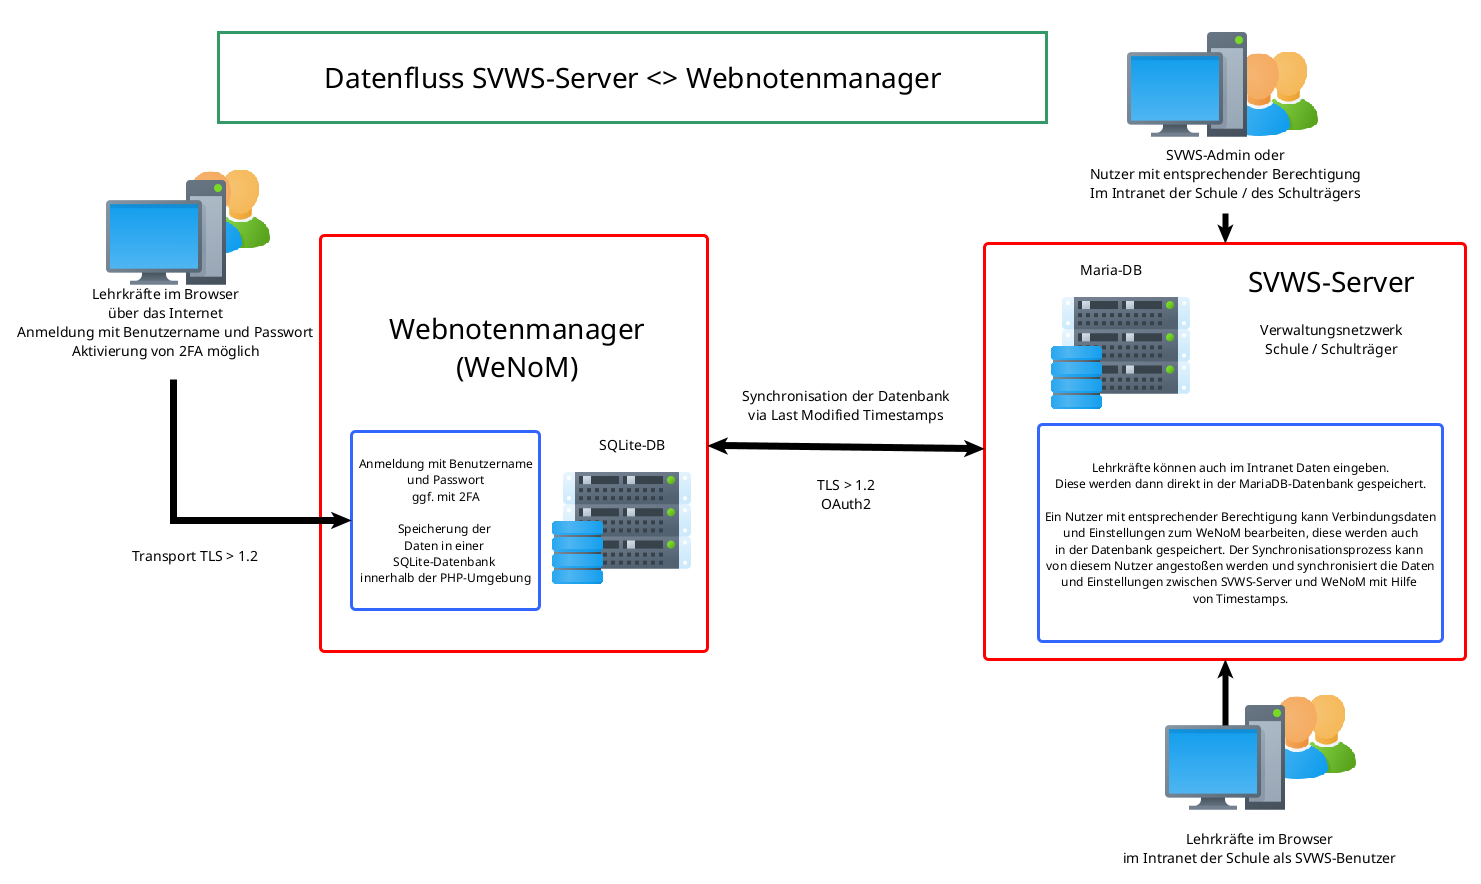 Datenfluss SVWS-Server <> Webnotenmanager
SVWS-Admin oder
Nutzer mit entsprechender Berechtigung
Im Intranet der Schule / des Schulträgers
Lehrkräfte im Browser
über das Internet
Anmeldung mit Benutzername und Passwort
Aktivierung von 2FA möglich
Transport TLS > 1.2
Webnotenmanager
(WeNoM)
Anmeldung mit Benutzername
und Passwort
ggf. mit 2FA
Speicherung der
Daten in einer
SQLite-Datenbank
innerhalb der PHP-Umgebung
SQLite-DB
Synchronisation der Datenbank
via Last Modified Timestamps
TLS > 1.2
OAuth2
Maria-DB
SVWS-Server
Verwaltungsnetzwerk
Schule / Schulträger
Lehrkräfte können auch im Intranet Daten eingeben.
Diese werden dann direkt in der MariaDB-Datenbank gespeichert.
Ein Nutzer mit entsprechender Berechtigung kann Verbindungsdaten
und Einstellungen zum WeNoM bearbeiten, diese werden auch
in der Datenbank gespeichert. Der Synchronisationsprozess kann
von diesem Nutzer angestoßen werden und synchronisiert die Daten
und Einstellungen zwischen SVWS-Server und WeNoM mit Hilfe
von Timestamps.
Lehrkräfte im Browser
im Intranet der Schule als SVWS-Benutzer